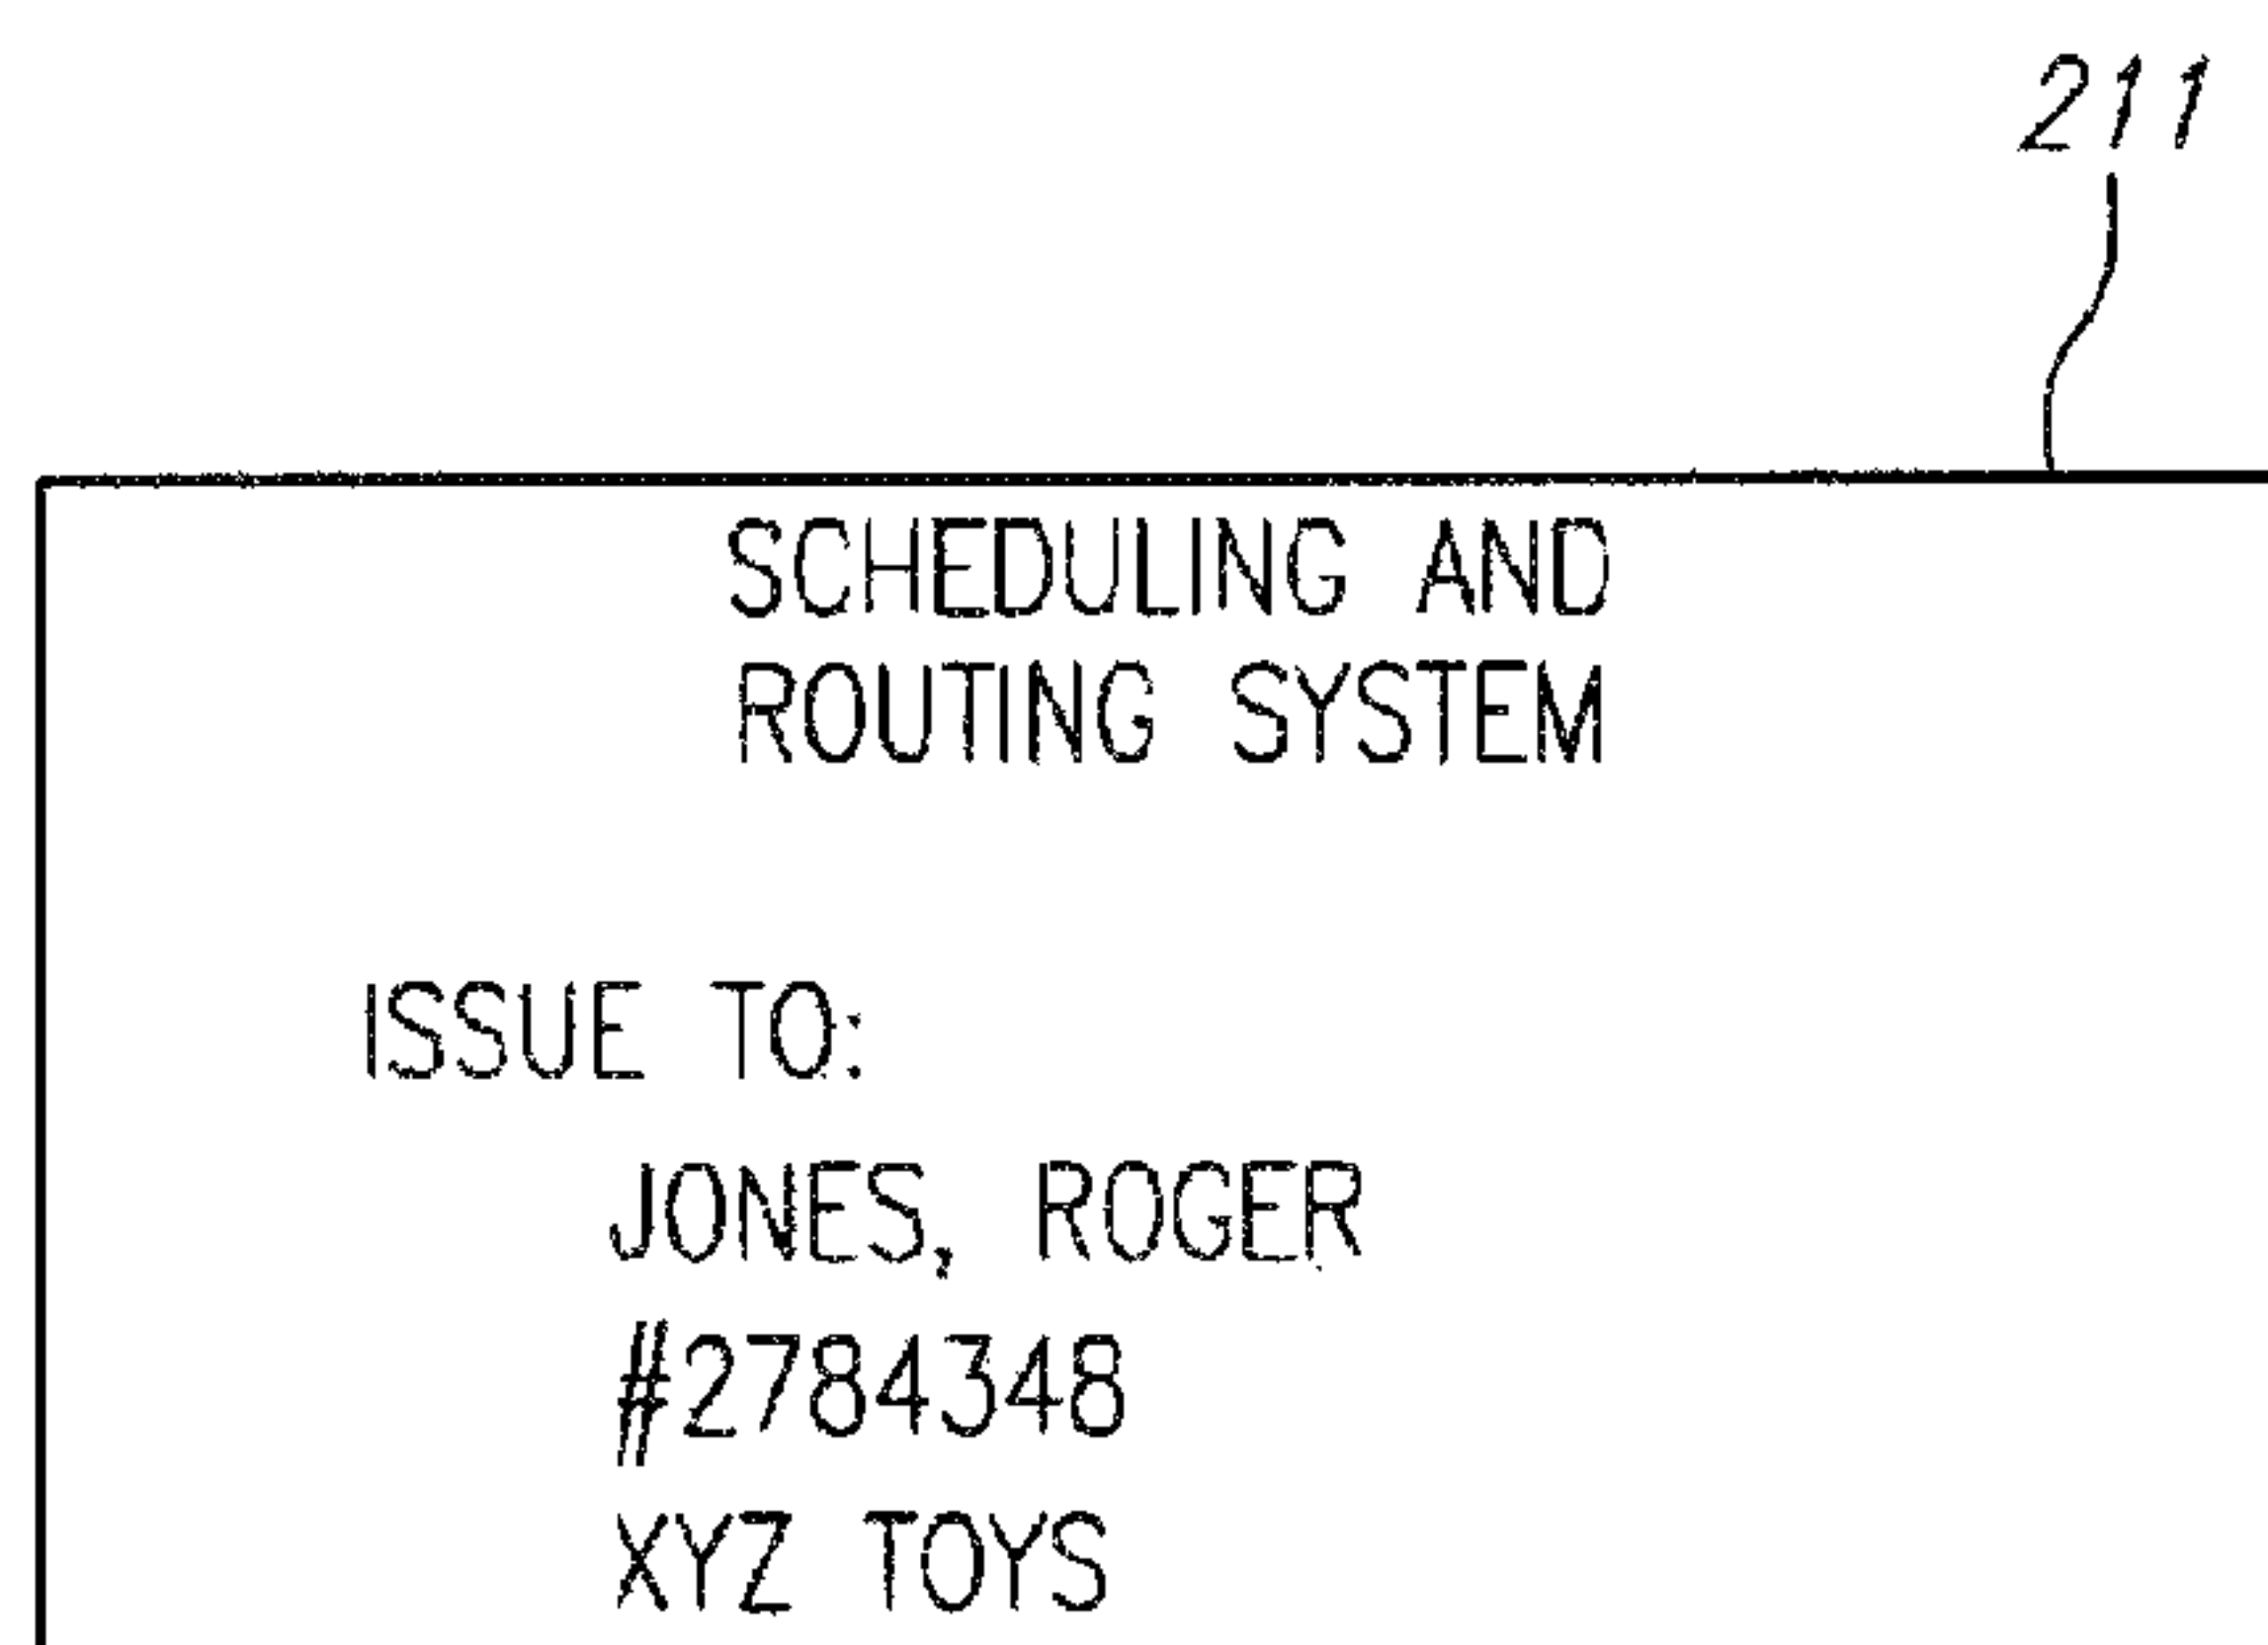 211
SCHEDULING AND
ROUTING SYSTEM
ISSUE TO:
JONES, ROGER
#2784348
XYZ TOYS